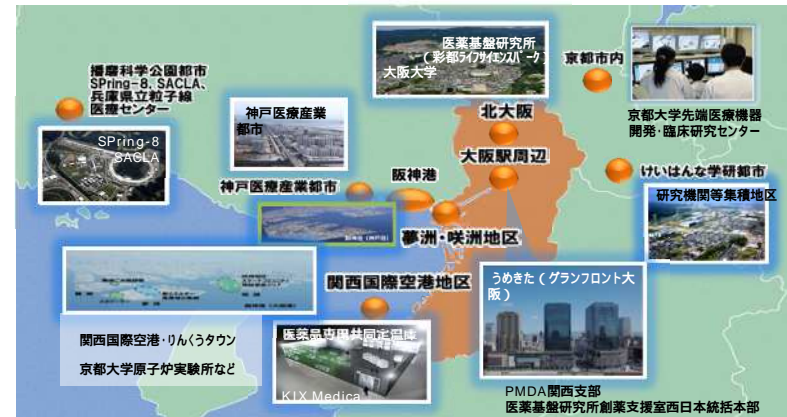 医薬基盤研究所
（彩都ライフサイエンスパーク）
大阪大学
京都市内
播磨科学公園都市
SPring-8, SACLA、
兵庫県立粒子線
医療センター
神戸医療産業
都市
北大阪
京都大学先端医療機器
開発・臨床研究センター
SPring-8
SACLA
大阪駅周辺
阪神港
けいはんな学研都市
神戸医療産業都市
研究機関等集積地区
夢洲・咲洲地区
関西国際空港地区
うめきた（グランフロント大
阪）
関西国際空港・りんくうタウン
京都大学原子炉実験所など
医薬品専用共同定温庫
KIX Medica
PMDA関西支部
医薬基盤研究所創薬支援室西日本統括本部